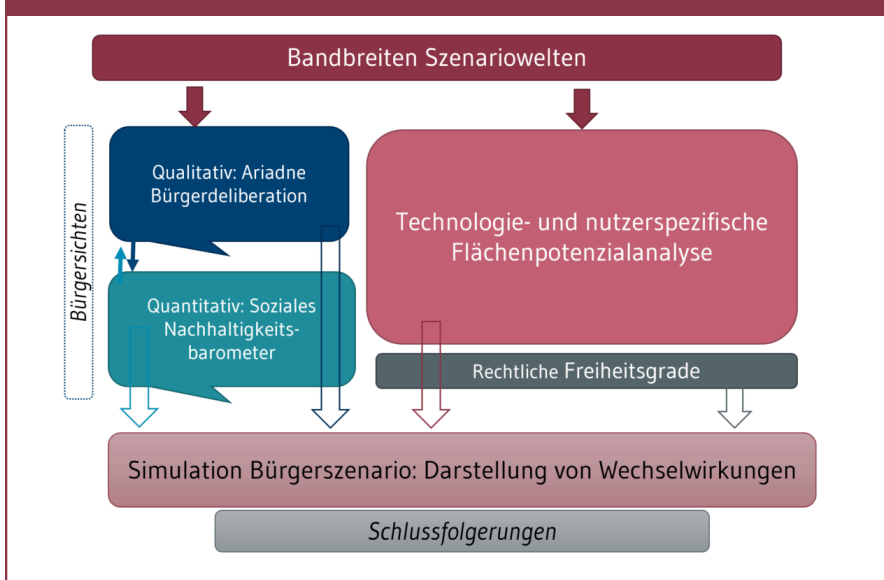 Bandbreiten Szenariowelten
Bürgersichten
Qualitativ: Ariadne
Bürgerdeliberation
Quantitativ: Soziales
Nachhaltigkeits-
barometer
Technologie- und nutzerspezifische
Flächenpotenzialanalyse
Rechtliche Freiheitsgrade
Simulation Bürgerszenario: Darstellung von Wechselwirkungen
Schlussfolgerungen